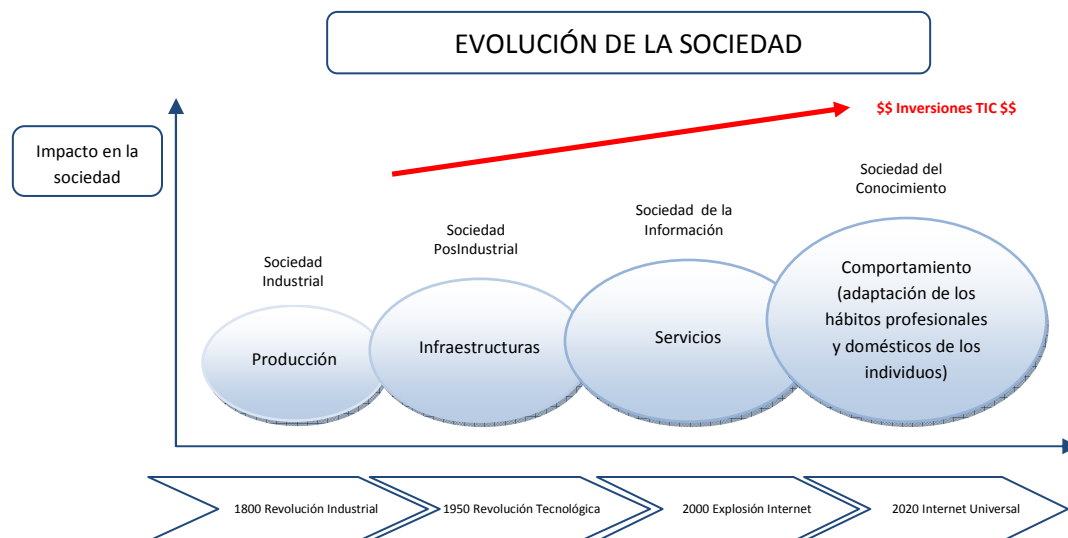 EVOLUCIÓN DE LA SOCIEDAD
$$ Inversiones TIC $$
Impacto en la
sociedad
Sociedad
Industrial
Sociedad
PosIndustrial
Sociedad de la
Información
Sociedad del
Conocimiento
Producción
Infraestructuras
Servicios
Comportamiento
(adaptación de los
hábitos profesionales
y domésticos de los
individuos)
1800 Revolución Industrial
1950 Revolución Tecnológica
2000 Explosión Internet
2020 Internet Universal